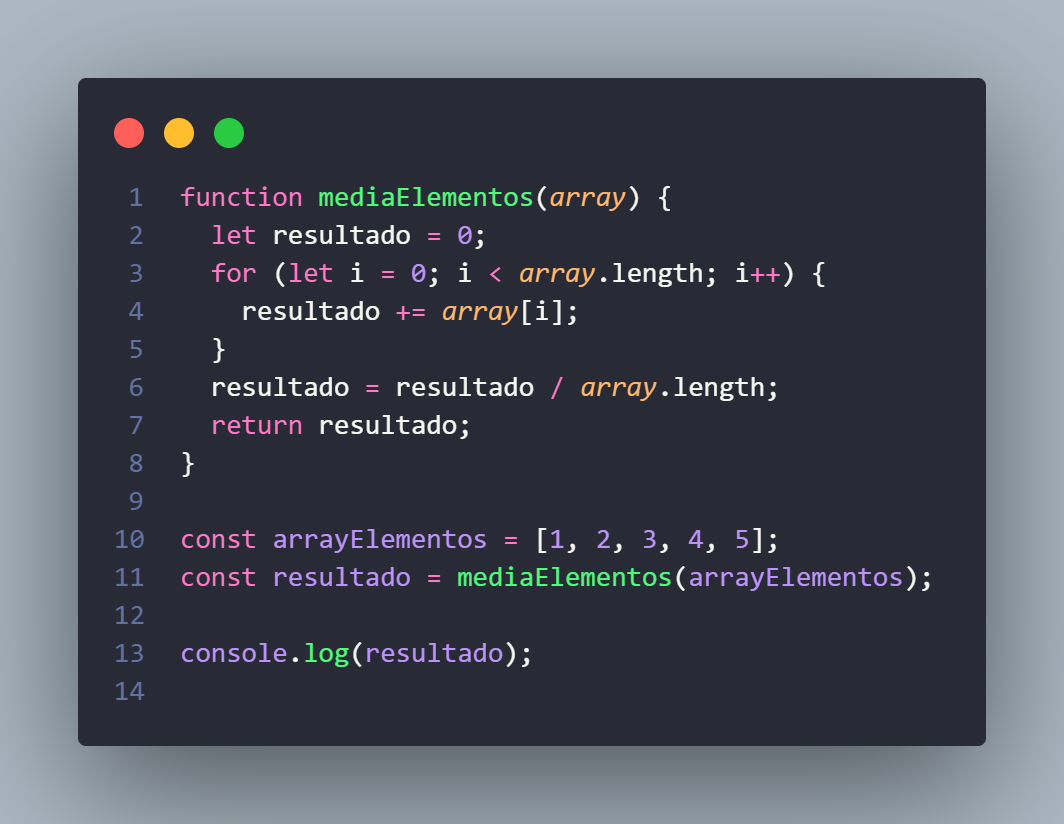 1 function mediaElementos(array) {
2   let resultado = 0;
3   for (let i = 0; i < array.length; i++) {
4     resultado += array[i];
5   }
6   resultado = resultado / array.length;
7   return resultado;
8 }
9
10 const arrayElementos = [1, 2, 3, 4, 5];
11 const resultado = mediaElementos(arrayElementos);
12
13 console.log(resultado);
14